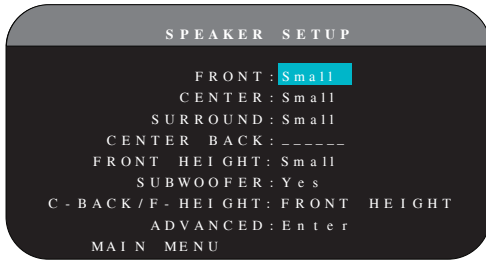 SPEAKER SETUP
FRONT: Small
CENTER: Small
SURROUND: Small
CENTER BACK: ______
FRONT HEIGHT: Small
SUBWOOFER: Yes
C-BACK/F-HEIGHT: FRONT HEIGHT
ADVANCED: Enter
MAIN MENU